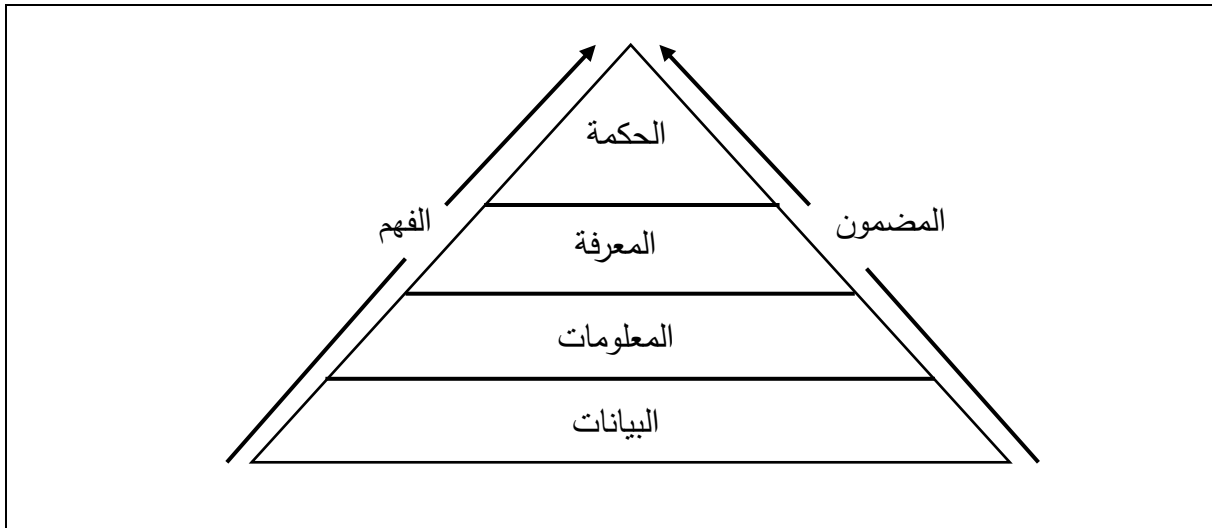 الحكمة
المضمون
الفهم
المعرفة
المعلومات
البيانات